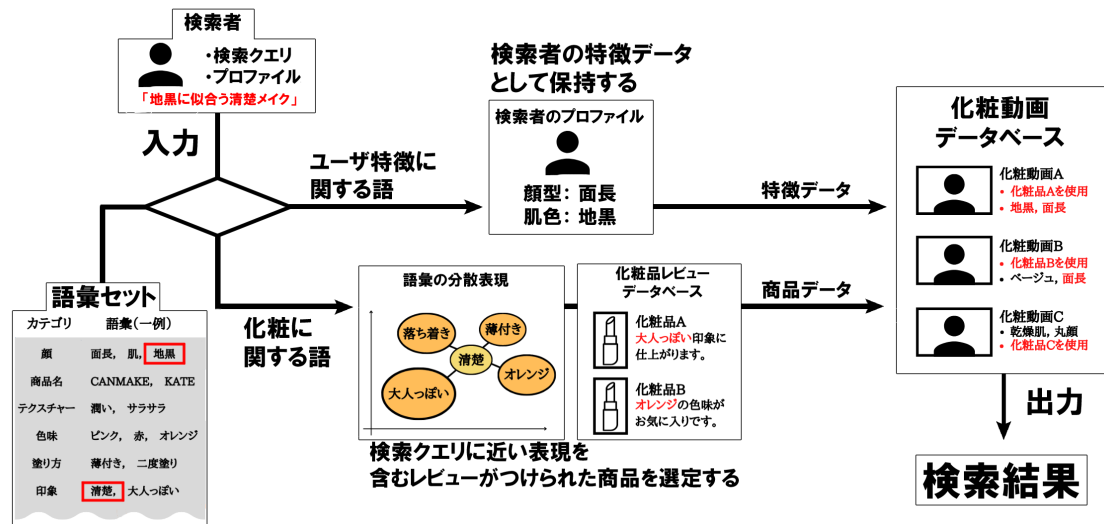 検索者
・検索クエリ
・プロファイル
「地黒に似合う清楚メイク」
入力
ユーザ特徴に
関する語
検索者の特徴データ
として保持する
検索者のプロファイル
顔型： 面長
肌色： 地黒
特徴データ
化粧動画
データベース
化粧動画A
• 化粧品Aを使用
• 地黒, 面長
化粧動画B
• 化粧品Bを使用
• ベージュ, 面長
化粧動画C
• 乾燥肌, 丸顔
• 化粧品Cを使用
語彙セット
カテゴリ 語彙（一例）
顔 面長, 肌, 地黒
商品名 CANMAKE, KATE
テクスチャー 潤い, サラサラ
色味 ピンク, 赤, オレンジ
塗り方 薄付き, 二度塗り
印象 清楚, 大人っぽい
化粧に
関する語
語彙の分散表現
落ち着き
薄付き
清楚
オレンジ
大人っぽい
化粧品レビュー
データベース
化粧品A
大人っぽい印象に
仕上がります。
化粧品B
オレンジの色味が
お気に入りです。
商品データ
検索クエリに近い表現を
含むレビューがつけられた商品を選定する
出力
検索結果